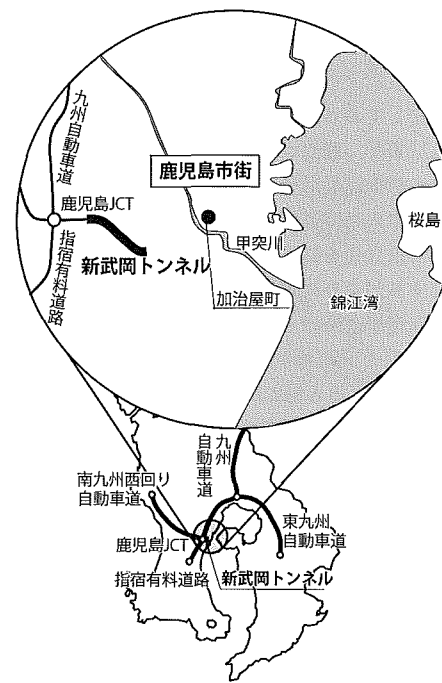 九州自動車道
鹿児島JCT
指宿有料道路
新武岡トンネル
鹿児島市街
甲突川
加治屋町
桜島
錦江湾
九州
自動車道
南九州西回り
自動車道
東九州
自動車道
鹿児島JCT
指宿有料道路
新武岡トンネル